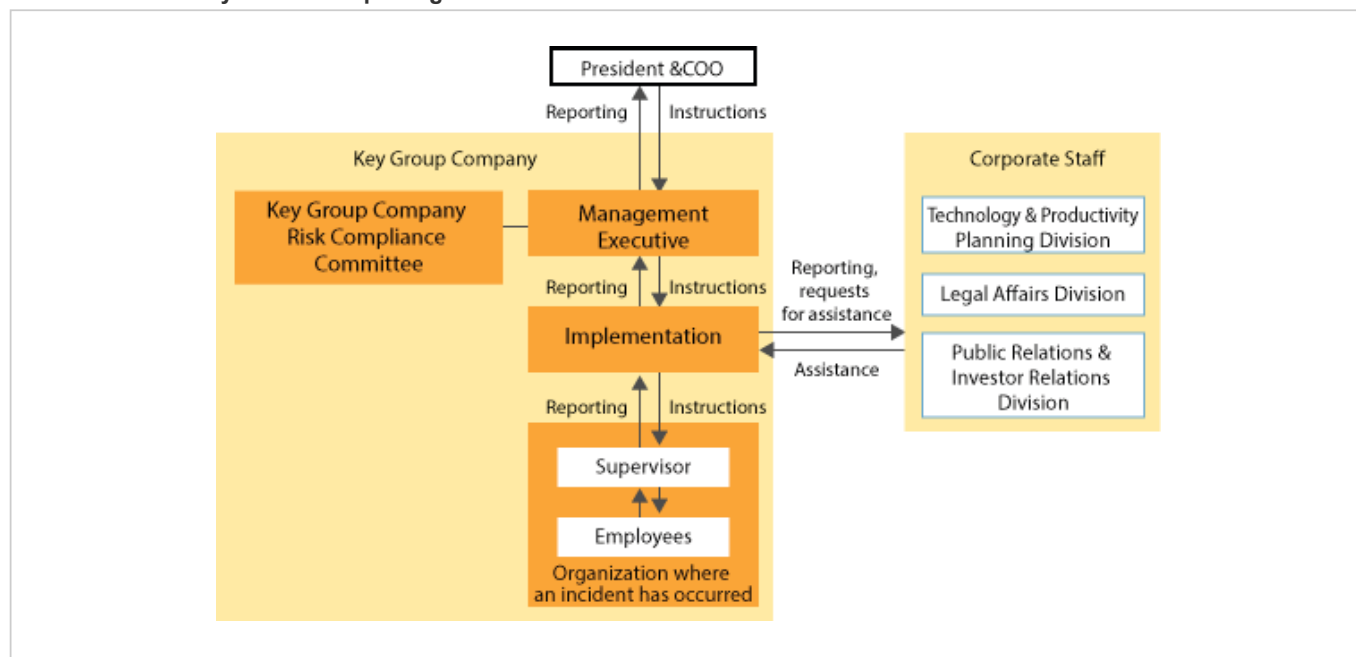 President &COO
Reporting
Instructions
Key Group Company
Key Group Company
Risk Compliance
Committee
Management
Executive
Reporting
Instructions
Implementation
Reporting
Instructions
Supervisor
Employees
Organization where
an incident has occurred
Reporting,
requests
for assistance
Assistance
Corporate Staff
Technology & Productivity
Planning Division
Legal Affairs Division
Public Relations &
Investor Relations
Division